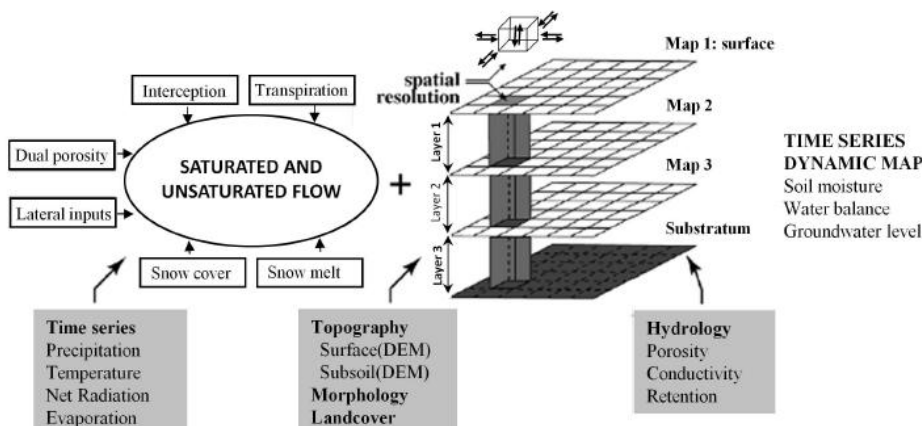 Map 1: surface
spatial
resolution
Interception
Transpiration
Map 2
Dual porosity
SATURATED AND
UNSATURATED FLOW
+
Layer 1
Map 3
TIME SERIES
DYNAMIC MAP
Soil moisture
Water balance
Groundwater level
Lateral inputs
Layer 2
Substratum
Snow cover
Snow melt
Layer 3
Time series
Precipitation
Temperature
Net Radiation
Evaporation
Topography
Surface(DEM)
Subsoil(DEM)
Morphology
Landcover
Hydrology
Porosity
Conductivity
Retention